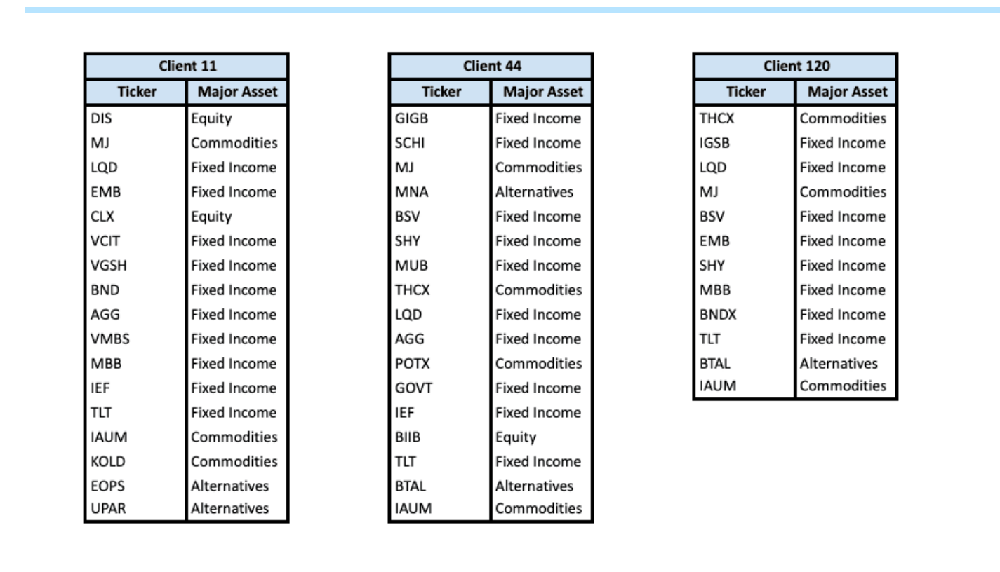 Client 11
Ticker Major Asset
DIS Equity
MJ Commodities
LQD Fixed Income
EMB Fixed Income
CLX Equity
VCIT Fixed Income
VGSH Fixed Income
BND Fixed Income
AGG Fixed Income
VMBS Fixed Income
MBB Fixed Income
IEF Fixed Income
TLT Fixed Income
IAUM Commodities
KOLD Commodities
EOPS Alternatives
UPAR Alternatives
Client 44
Ticker Major Asset
GIGB Fixed Income
SCHI Fixed Income
MJ Commodities
MNA Alternatives
BSV Fixed Income
SHY Fixed Income
MUB Fixed Income
THCX Commodities
LQD Fixed Income
AGG Fixed Income
POTX Commodities
GOVT Fixed Income
IEF Fixed Income
BIIB Equity
TLT Fixed Income
BTAL Alternatives
IAUM Commodities
Client 120
Ticker Major Asset
THCX Commodities
IGSB Fixed Income
LQD Fixed Income
MJ Commodities
BSV Fixed Income
EMB Fixed Income
SHY Fixed Income
MBB Fixed Income
BNDX Fixed Income
TLT Fixed Income
BTAL Alternatives
IAUM Commodities